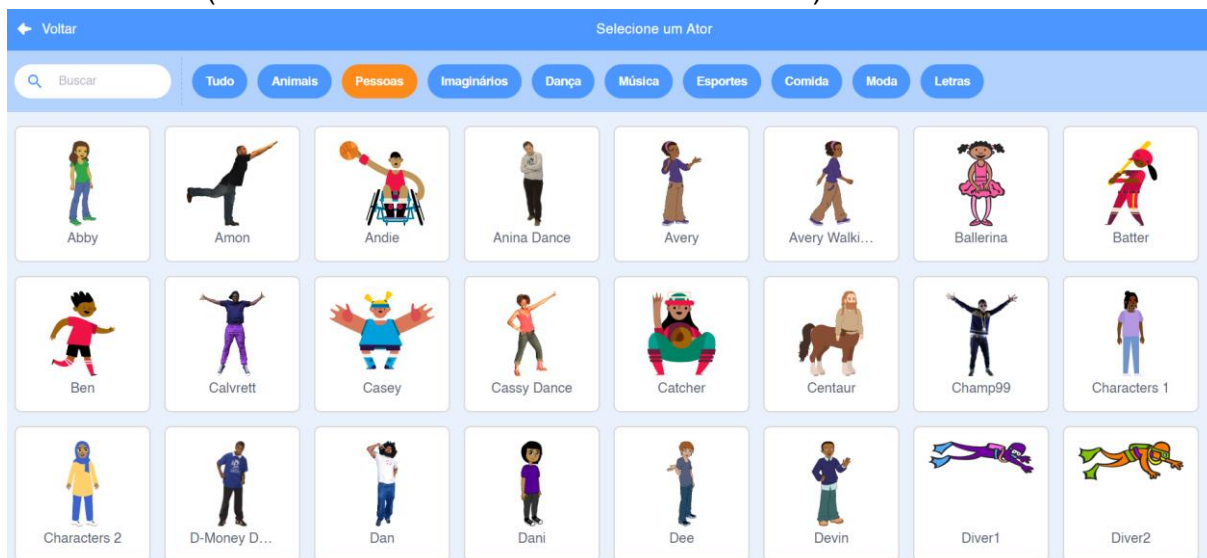 ( )
Voltar Selecione um Ator
Buscar Tudo Animais Pessoas Imaginários Dança Música Esportes Comida Moda Letras
Abby Amon Andie Anina Dance Avery Avery Walki... Ballerina Batter
Ben Calvrett Casey Cassy Dance Catcher Centaur Champ99 Characters 1
Characters 2 D-Money D... Dan Dani Dee Devin Diver1 Diver2